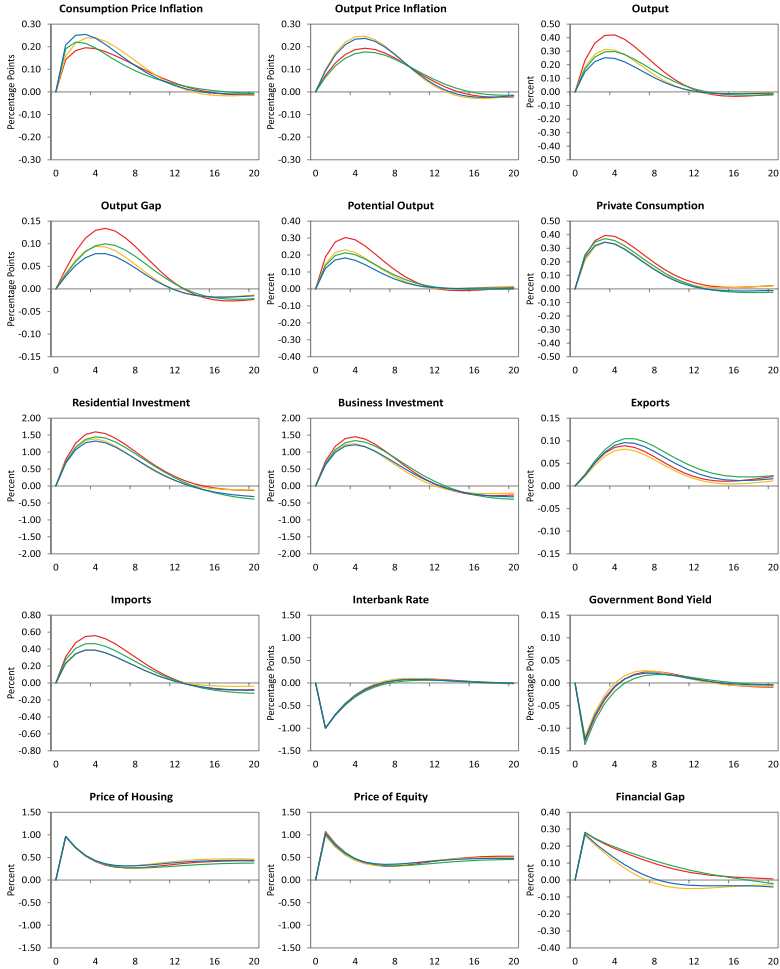 Consumption Price Inflation
Percentage Points
0.30
0.20
0.10
0.00
-0.10
-0.20
-0.30
0 4 8 12 16 20
Output Price Inflation
Percentage Points
0.30
0.20
0.10
0.00
-0.10
-0.20
-0.30
0 4 8 12 16 20
Output
Percent
0.50
0.40
0.30
0.20
0.10
0.00
-0.10
-0.20
-0.30
-0.40
-0.50
0 4 8 12 16 20
Output Gap
Percentage Points
0.15
0.10
0.05
0.00
-0.05
-0.10
-0.15
0 4 8 12 16 20
Potential Output
Percentage Points
0.40
0.30
0.20
0.10
0.00
-0.10
-0.20
-0.30
-0.40
0 4 8 12 16 20
Private Consumption
Percent
0.50
0.40
0.30
0.20
0.10
0.00
-0.10
-0.20
-0.30
-0.40
-0.50
0 4 8 12 16 20
Residential Investment
Percent
2.00
1.50
1.00
0.50
0.00
-0.50
-1.00
-1.50
-2.00
0 4 8 12 16 20
Business Investment
Percent
2.00
1.50
1.00
0.50
0.00
-0.50
-1.00
-1.50
-2.00
0 4 8 12 16 20
Exports
Percent
0.15
0.10
0.05
0.00
-0.05
-0.10
-0.15
0 4 8 12 16 20
Imports
Percent
0.80
0.60
0.40
0.20
0.00
-0.20
-0.40
-0.60
-0.80
0 4 8 12 16 20
Interbank Rate
Percentage Points
1.50
1.00
0.50
0.00
-0.50
-1.00
-1.50
0 4 8 12 16 20
Government Bond Yield
Percentage Points
0.15
0.10
0.05
0.00
-0.05
-0.10
-0.15
0 4 8 12 16 20
Price of Housing
Percent
1.50
1.00
0.50
0.00
-0.50
-1.00
-1.50
0 4 8 12 16 20
Price of Equity
Percent
1.50
1.00
0.50
0.00
-0.50
-1.00
-1.50
0 4 8 12 16 20
Financial Gap
Percent
0.40
0.30
0.20
0.10
0.00
-0.10
-0.20
-0.30
-0.40
0 4 8 12 16 20